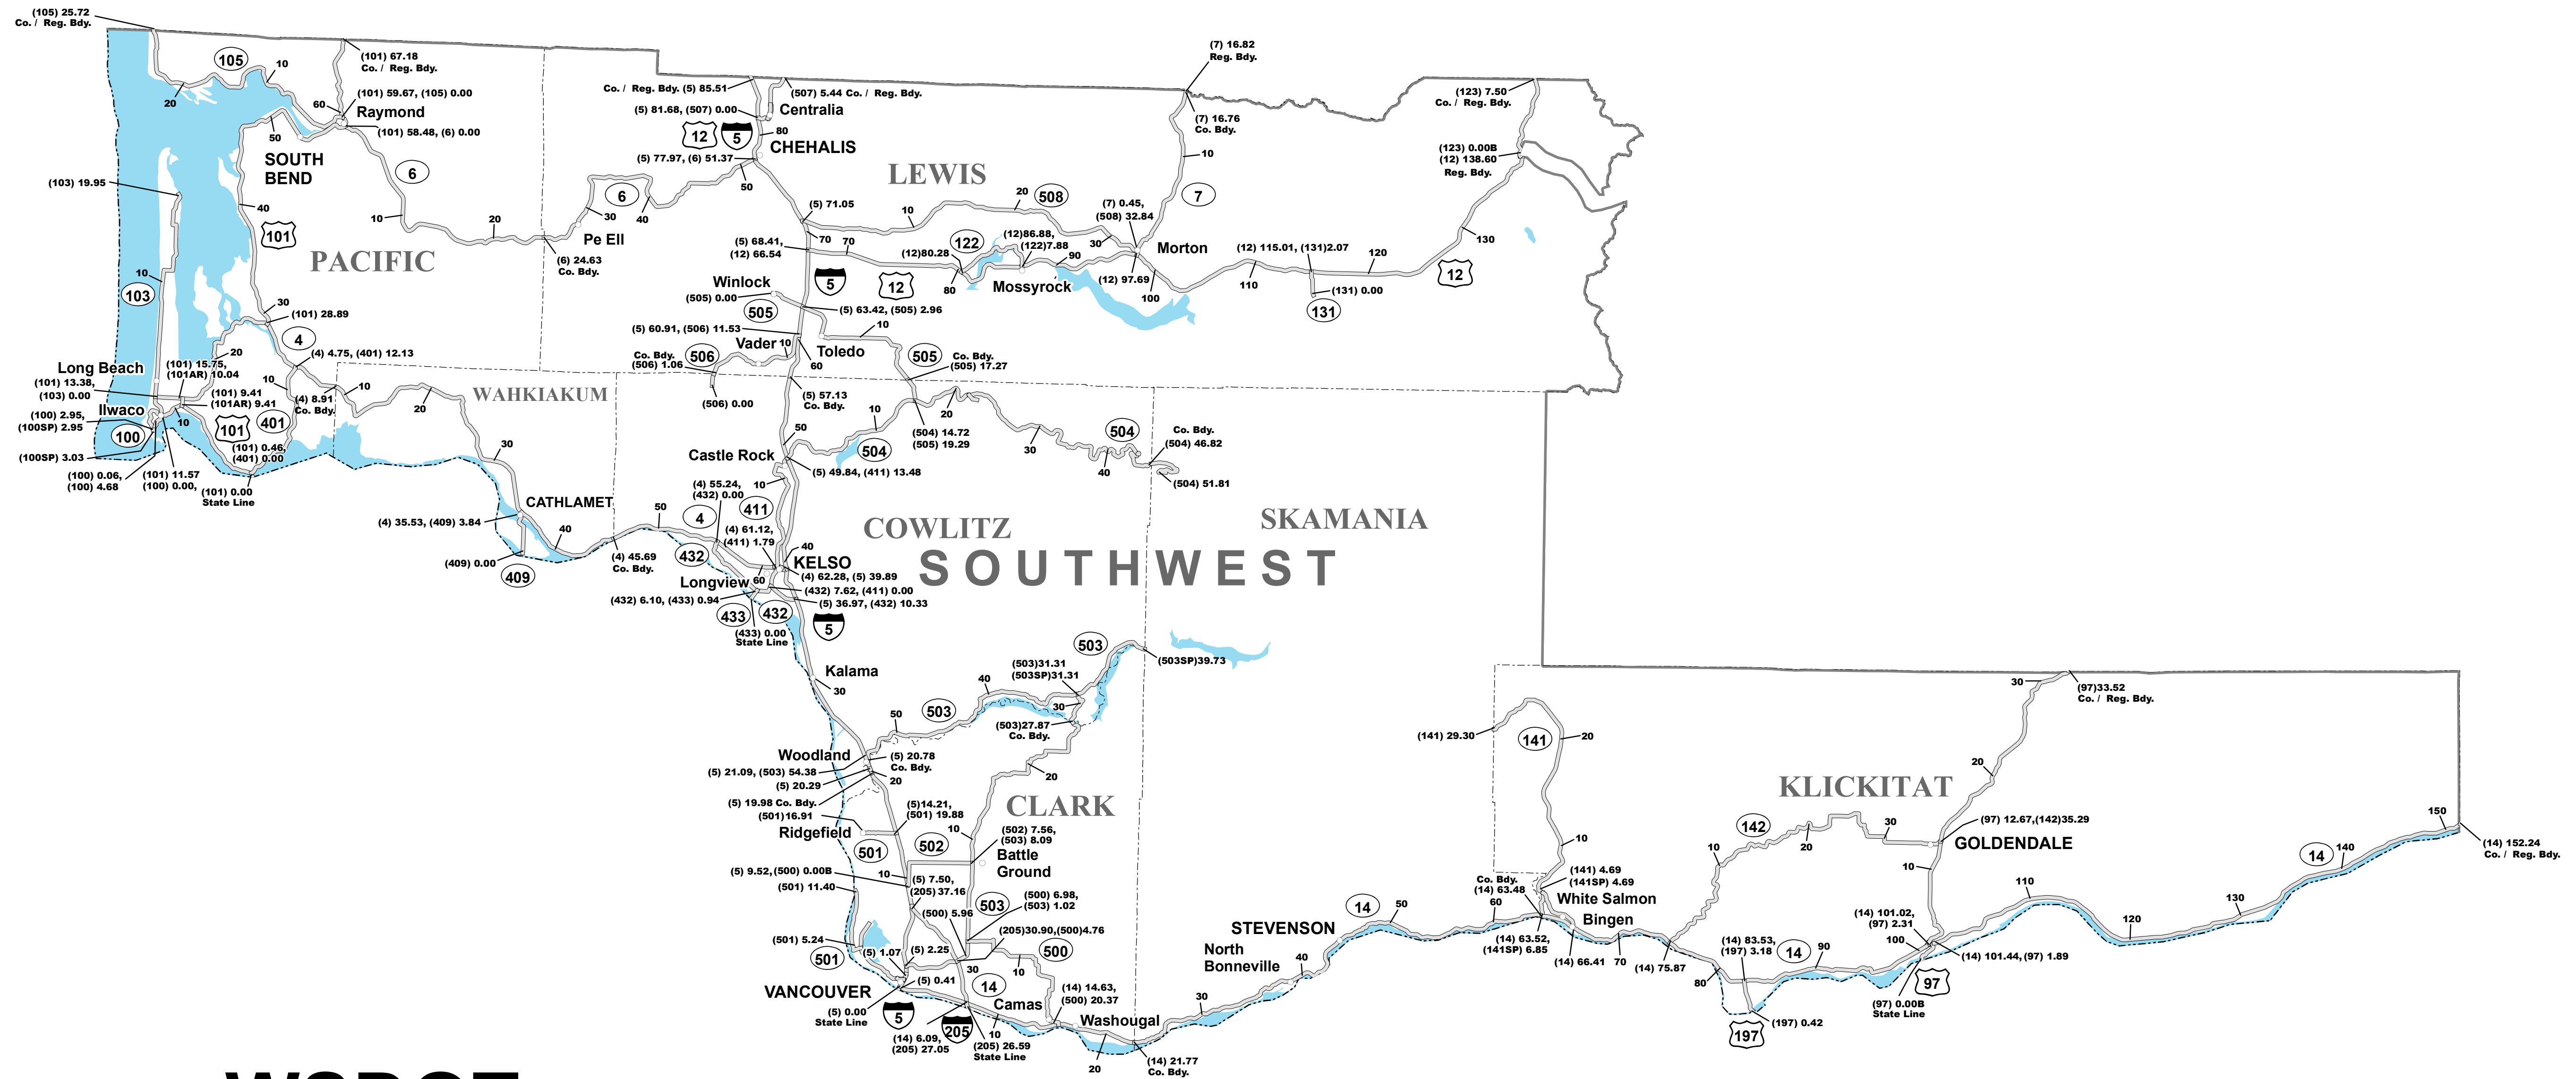 (105) 25.72
Co. / Reg. Bdy.
105
10
20
(101) 67.18
Co. / Reg. Bdy.
(101) 59.67, (105) 0.00
60
Raymond
(101) 58.48, (6) 0.00
50
SOUTH
BEND
6
(103) 19.95
40
101
10
20
PACIFIC
10
103
30
(101) 28.89
4
(4) 4.75, (401) 12.13
20
Long Beach
(101) 15.75,
(101AR) 10.04
(101) 13.38,
(103) 0.00
(101) 9.41
(101AR) 9.41
10
(4) 8.91
Co. Bdy.
10
20
Ilwaco
(100) 2.95,
(100SP) 2.95
100
10
101
401
(101) 0.46,
(401) 0.00
(100SP) 3.03
(100) 0.06,
(100) 4.68
(101) 11.57
(100) 0.00,
(101) 0.00
State Line
WAHKIAKUM
30
CATHLAMET
(4) 35.53, (409) 3.84
40
(409) 0.00
409
(4) 45.69
Co. Bdy.
50
Co. / Reg. Bdy. (5) 85.51
(507) 5.44 Co. / Reg. Bdy.
(5) 81.68, (507) 0.00
Centralia
12
5
80
CHEHALIS
(5) 77.97, (6) 51.37
50
6
30
40
Pe Ell
(6) 24.63
Co. Bdy.
LEWIS
(7) 16.82
Reg. Bdy.
(7) 16.76
Co. Bdy.
10
7
20
508
(7) 0.45,
(508) 32.84
10
(5) 71.05
70
70
(5) 68.41,
(12) 66.54
122
(12)86.88,
(122)7.88
30
(12)80.28
80
90
Morton
Mossyrock
(12) 97.69
100
(12) 115.01, (131)2.07
110
120
130
12
(131) 0.00
131
(123) 7.50
Co. / Reg. Bdy.
(123) 0.00B
(12) 138.60
Reg. Bdy.
Winlock
(505) 0.00
505
5
12
(5) 63.42, (505) 2.96
(5) 60.91, (506) 11.53
10
Vader
10
Toledo
60
Co. Bdy.
(506) 1.06
506
505
Co. Bdy.
(505) 17.27
(506) 0.00
(5) 57.13
Co. Bdy.
10
20
50
(504) 14.72
(505) 19.29
504
30
504
40
Co. Bdy.
(504) 46.82
(504) 51.81
Castle Rock
(5) 49.84, (411) 13.48
10
(4) 55.24,
(432) 0.00
411
4
(4) 61.12,
(411) 1.79
COWLITZ
SKAMANIA
SOUTHWEST
40
432
KELSO
Longview
60
(4) 62.28, (5) 39.89
(432) 7.62, (411) 0.00
(432) 6.10, (433) 0.94
(5) 36.97, (432) 10.33
433
432
5
(433) 0.00
State Line
Kalama
30
503
(503)31.31
(503SP)31.31
(503SP)39.73
40
30
503
50
(503)27.87
Co. Bdy.
Woodland
(5) 20.78
Co. Bdy.
(5) 21.09, (503) 54.38
(5) 20.29
20
20
(5) 19.98 Co. Bdy.
CLARK
(501)16.91
(5)14.21,
(501) 19.88
Ridgefield
10
(502) 7.56,
(503) 8.09
501
502
Battle
Ground
(5) 9.52,(500) 0.00B
10
(5) 7.50,
(205) 37.16
(501) 11.40
(500) 6.98,
(503) 1.02
503
(500) 5.96
(205)30.90,(500)4.76
(501) 5.24
(5) 1.07
(5) 2.25
500
501
30
10
VANCOUVER
(5) 0.41
14
Camas
(14) 14.63,
(500) 20.37
(5) 0.00
State Line
5
205
10
Washougal
(14) 6.09,
(205) 27.05
(205) 26.59
State Line
20
(14) 21.77
Co. Bdy.
30
North
Bonneville
40
STEVENSON
14
50
60
Co. Bdy.
(14) 63.48
(141) 29.30
141
20
10
(141) 4.69
(141SP) 4.69
White Salmon
Bingen
(14) 63.52,
(141SP) 6.85
(14) 66.41
70
(14) 75.87
KLICKITAT
30
(97)33.52
Co. / Reg. Bdy.
20
142
10
20
30
(97) 12.67,(142)35.29
GOLDENDALE
10
150
14
140
(14) 152.24
Co. / Reg. Bdy.
110
130
120
(14) 101.02,
(97) 2.31
100
(14) 83.53,
(197) 3.18
14
90
80
(14) 101.44, (97) 1.89
97
(97) 0.00B
State Line
(197) 0.42
197